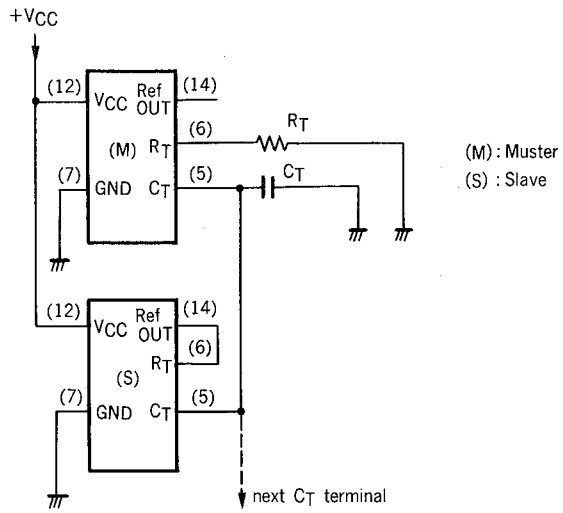 +VCC
(12)
VCC
Ref
OUT
(14)
(6)
RT
RT
(M)
(7)
GND
CT
(5)
CT
(M) : Muster
(S) : Slave
(12)
VCC
Ref
OUT
(14)
(6)
RT
(S)
(7)
GND
CT
(5)
next CT terminal